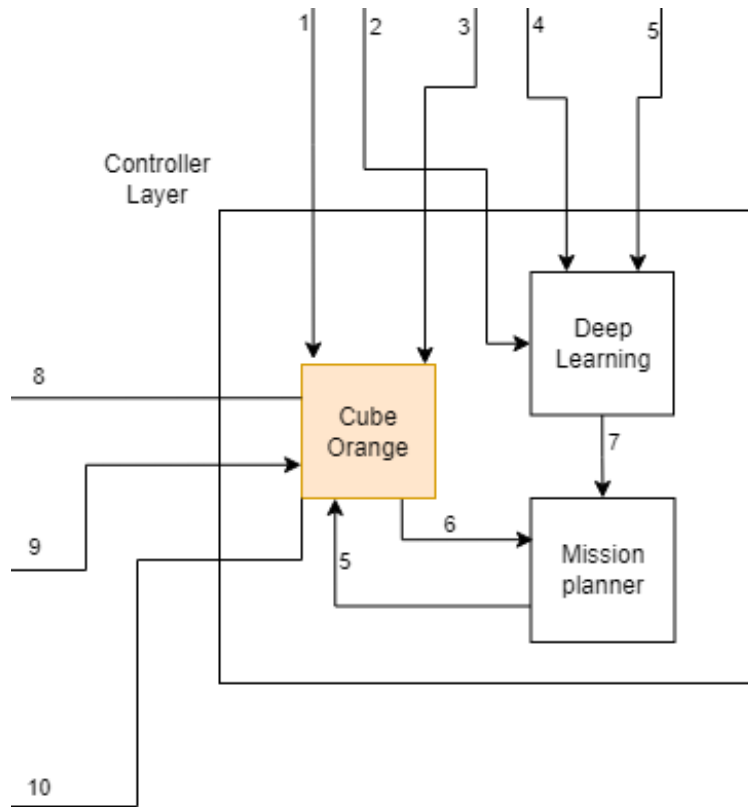 1
2
3
4
5
Controller
Layer
Deep
Learning
8
Cube
Orange
7
9
6
5
Mission
planner
10